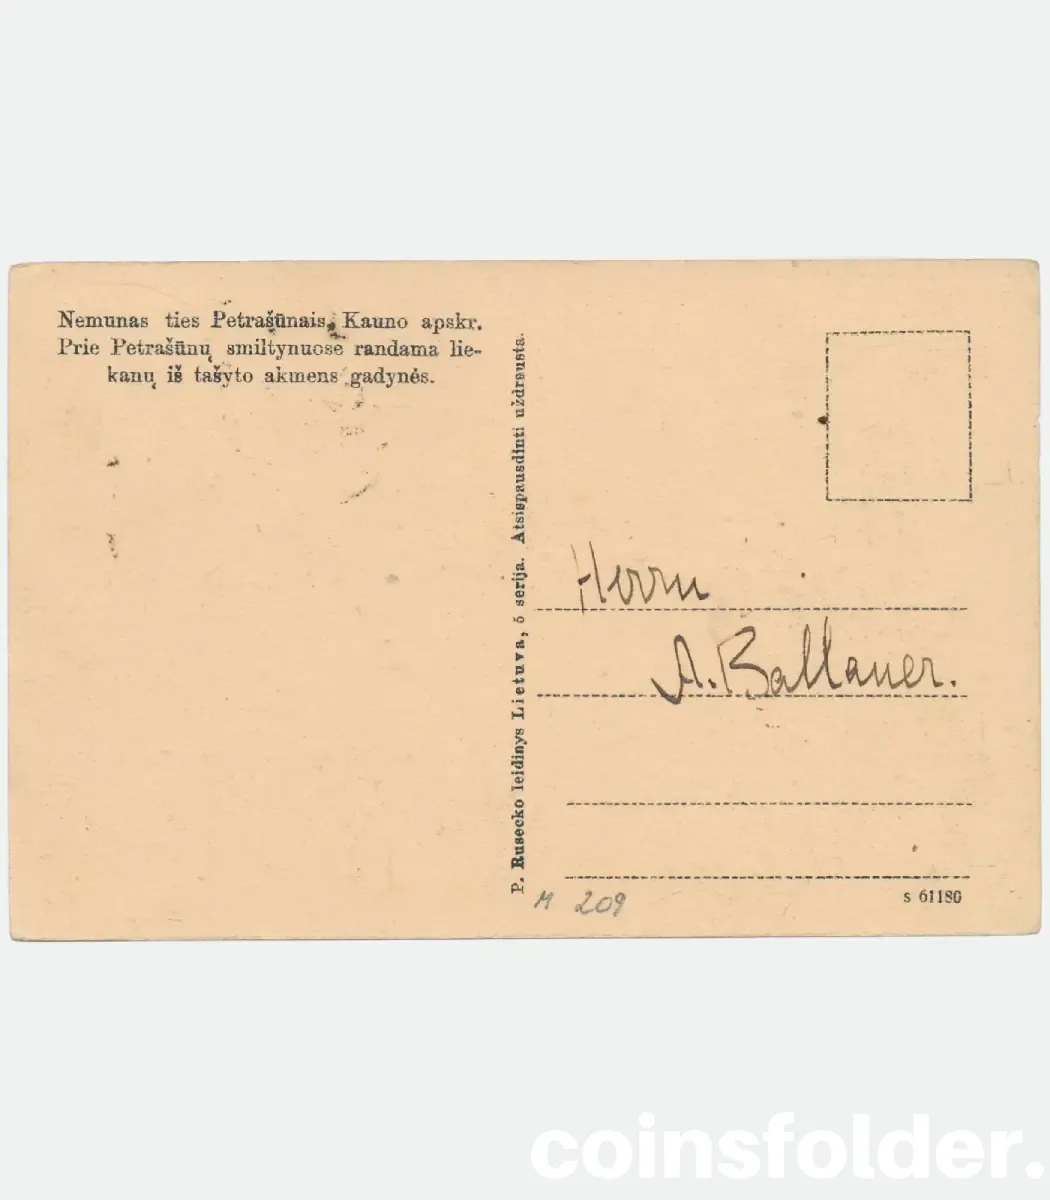 Nemunas ties Petrašūnais, Kauno apskr.
Prie Petrašūnų smiltynuose randama lie-
kanų iš tašyto akmens gadynės.
P. Rusecko leidinys Lietuva, 5 serija. Atsispausdinti uždrausta.
Herrn
A. Ballauer.
M 209
s 61180
coinsfolder.